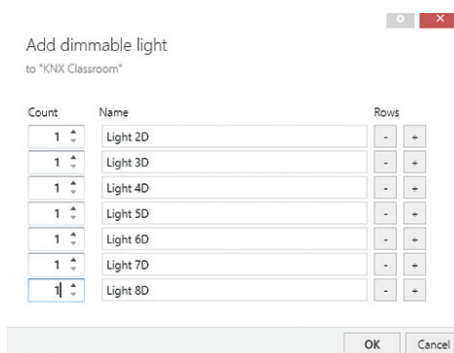 Add dimmable light
to "KNX Classroom"
Count Name Rows
1 Light 2D - +
1 Light 3D - +
1 Light 4D - +
1 Light 5D - +
1 Light 6D - +
1 Light 7D - +
1 Light 8D - +
OK Cancel